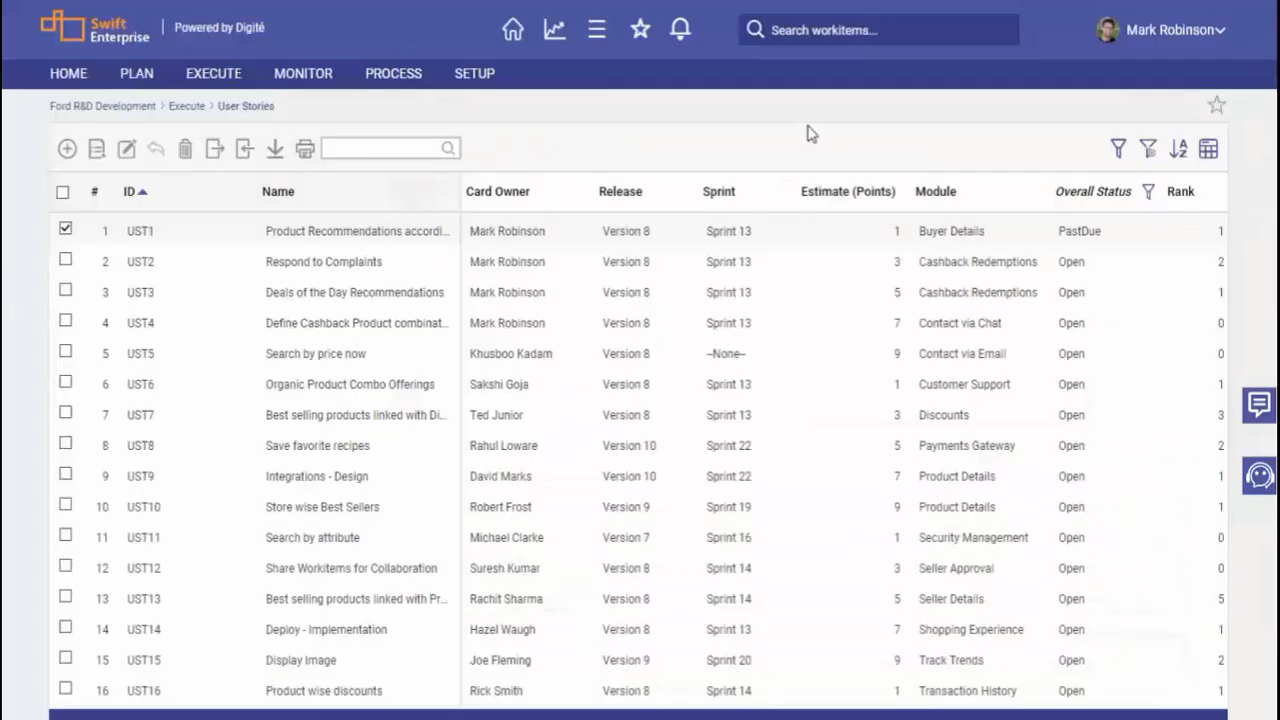 Swift
Enterprise
Powered by Digité
Search workitems...
Mark Robinson
HOME PLAN EXECUTE MONITOR PROCESS SETUP
Ford R&D Development > Execute > User Stories
# ID Name Card Owner Release Sprint Estimate (Points) Module Overall Status Rank
1 UST1 Product Recommendations accordi... Mark Robinson Version 8 Sprint 13 1 Buyer Details PastDue 1
2 UST2 Respond to Complaints Mark Robinson Version 8 Sprint 13 3 Cashback Redemptions Open 2
3 UST3 Deals of the Day Recommendations Mark Robinson Version 8 Sprint 13 5 Cashback Redemptions Open 1
4 UST4 Define Cashback Product combinat... Mark Robinson Version 8 Sprint 13 7 Contact via Chat Open 0
5 UST5 Search by price now Khusboo Kadam Version 8 --None-- 9 Contact via Email Open 0
6 UST6 Organic Product Combo Offerings Sakshi Goja Version 8 Sprint 13 1 Customer Support Open 1
7 UST7 Best selling products linked with Di... Ted Junior Version 8 Sprint 13 3 Discounts Open 3
8 UST8 Save favorite recipes Rahul Loware Version 10 Sprint 22 5 Payments Gateway Open 2
9 UST9 Integrations - Design David Marks Version 10 Sprint 22 7 Product Details Open 1
10 UST10 Store wise Best Sellers Robert Frost Version 9 Sprint 19 9 Product Details Open 1
11 UST11 Search by attribute Michael Clarke Version 7 Sprint 16 1 Security Management Open 0
12 UST12 Share Workitems for Collaboration Suresh Kumar Version 8 Sprint 14 3 Seller Approval Open 0
13 UST13 Best selling products linked with Pr... Rachit Sharma Version 8 Sprint 14 5 Seller Details Open 5
14 UST14 Deploy - Implementation Hazel Waugh Version 8 Sprint 13 7 Shopping Experience Open 1
15 UST15 Display Image Joe Fleming Version 9 Sprint 20 9 Track Trends Open 2
16 UST16 Product wise discounts Rick Smith Version 8 Sprint 14 1 Transaction History Open 1